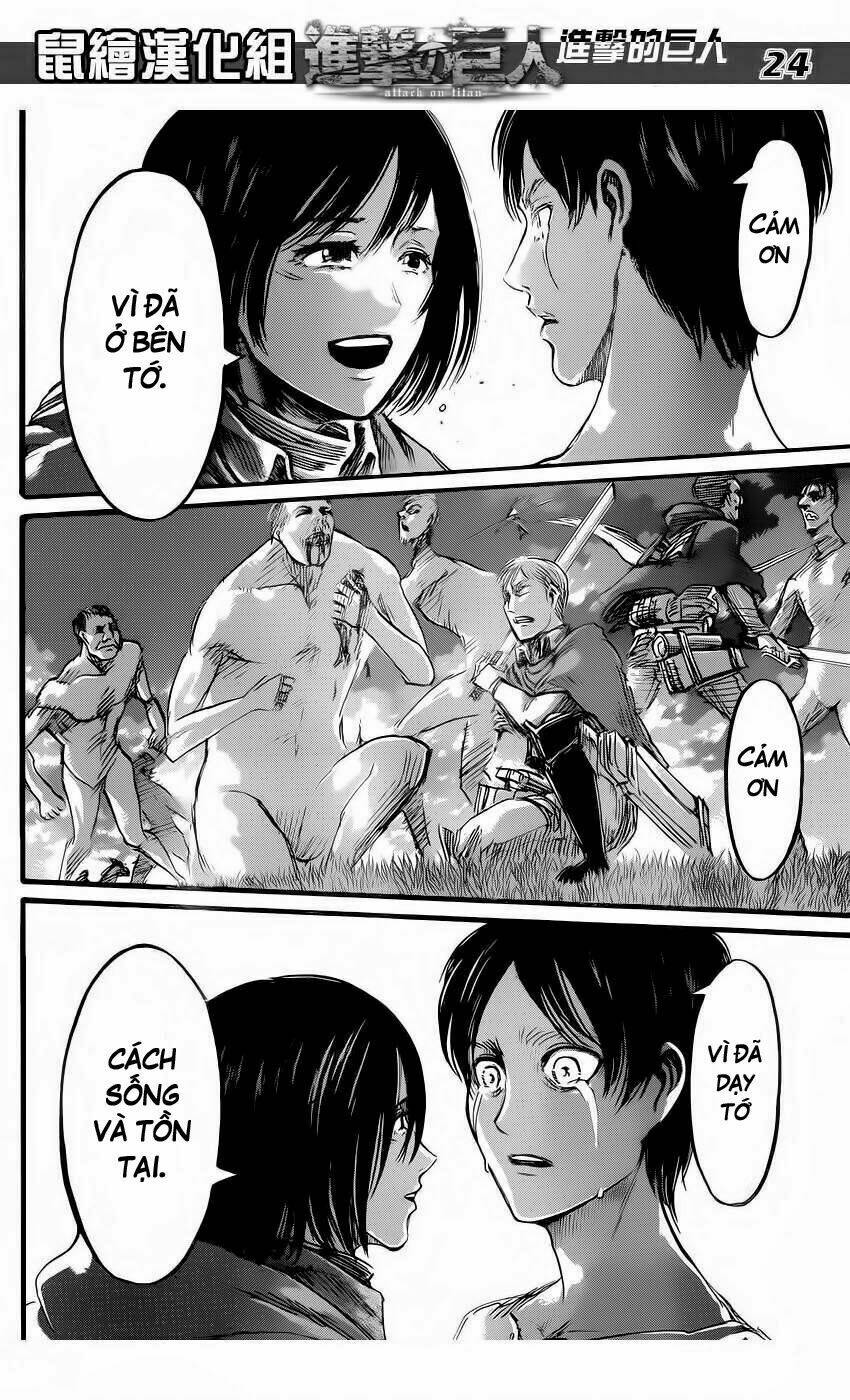 鼠繪漢化組
進撃の巨人
attack on titan
進擊的巨人
24
CẢM
ƠN
VÌ ĐÃ
Ở BÊN
TỚ.
CẢM
ƠN
VÌ ĐÃ
DẠY
TỚ
CÁCH
SỐNG
VÀ TỒN
TẠI.